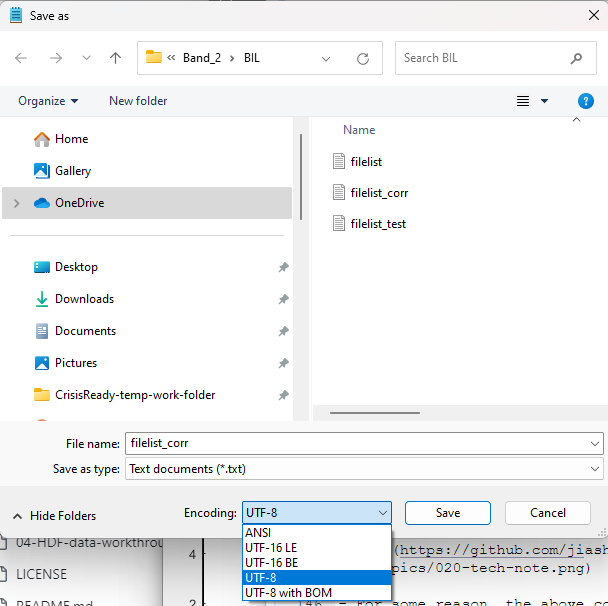 Save as
« Band_2 › BIL
Search BIL
Organize
New folder
?
Name
Home
Gallery
OneDrive
Desktop
Downloads
Documents
Pictures
CrisisReady-temp-work-folder
filelist
filelist_corr
filelist_test
File name: filelist_corr
Save as type: Text documents (*.txt)
Hide Folders
Encoding: UTF-8
Save
Cancel
ANSI
UTF-16 LE
UTF-16 BE
UTF-8
UTF-8 with BOM
04-HDF-data-workthrou
LICENSE
README.md
4
(https://github.com/jiash
pics/020-tech-note.png)
For some reason, the above co